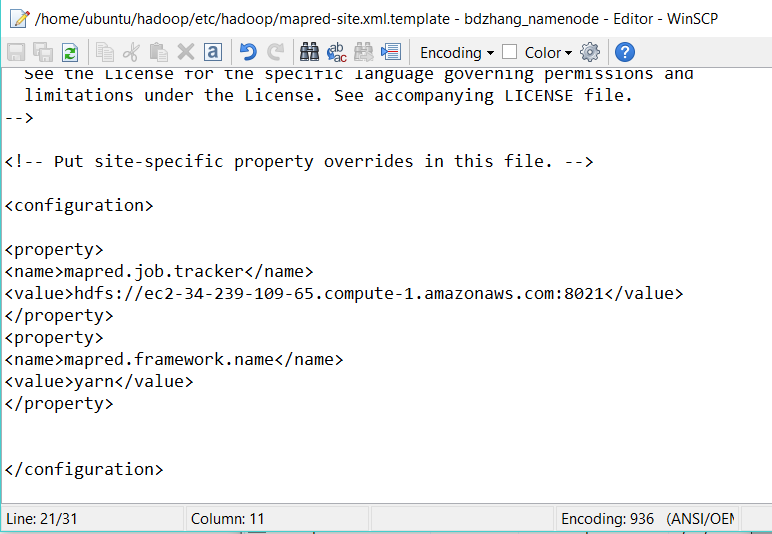 /home/ubuntu/hadoop/etc/hadoop/mapred-site.xml.template - bdzhang_namenode - Editor - WinSCP
Encoding Color
See the License for the specific language governing permissions and
limitations under the License. See accompanying LICENSE file.
-->
<!-- Put site-specific property overrides in this file. -->
<configuration>
<property>
<name>mapred.job.tracker</name>
<value>hdfs://ec2-34-239-109-65.compute-1.amazonaws.com:8021</value>
</property>
<property>
<name>mapred.framework.name</name>
<value>yarn</value>
</property>
</configuration>
Line: 21/31 Column: 11 Encoding: 936 (ANSI/OEM